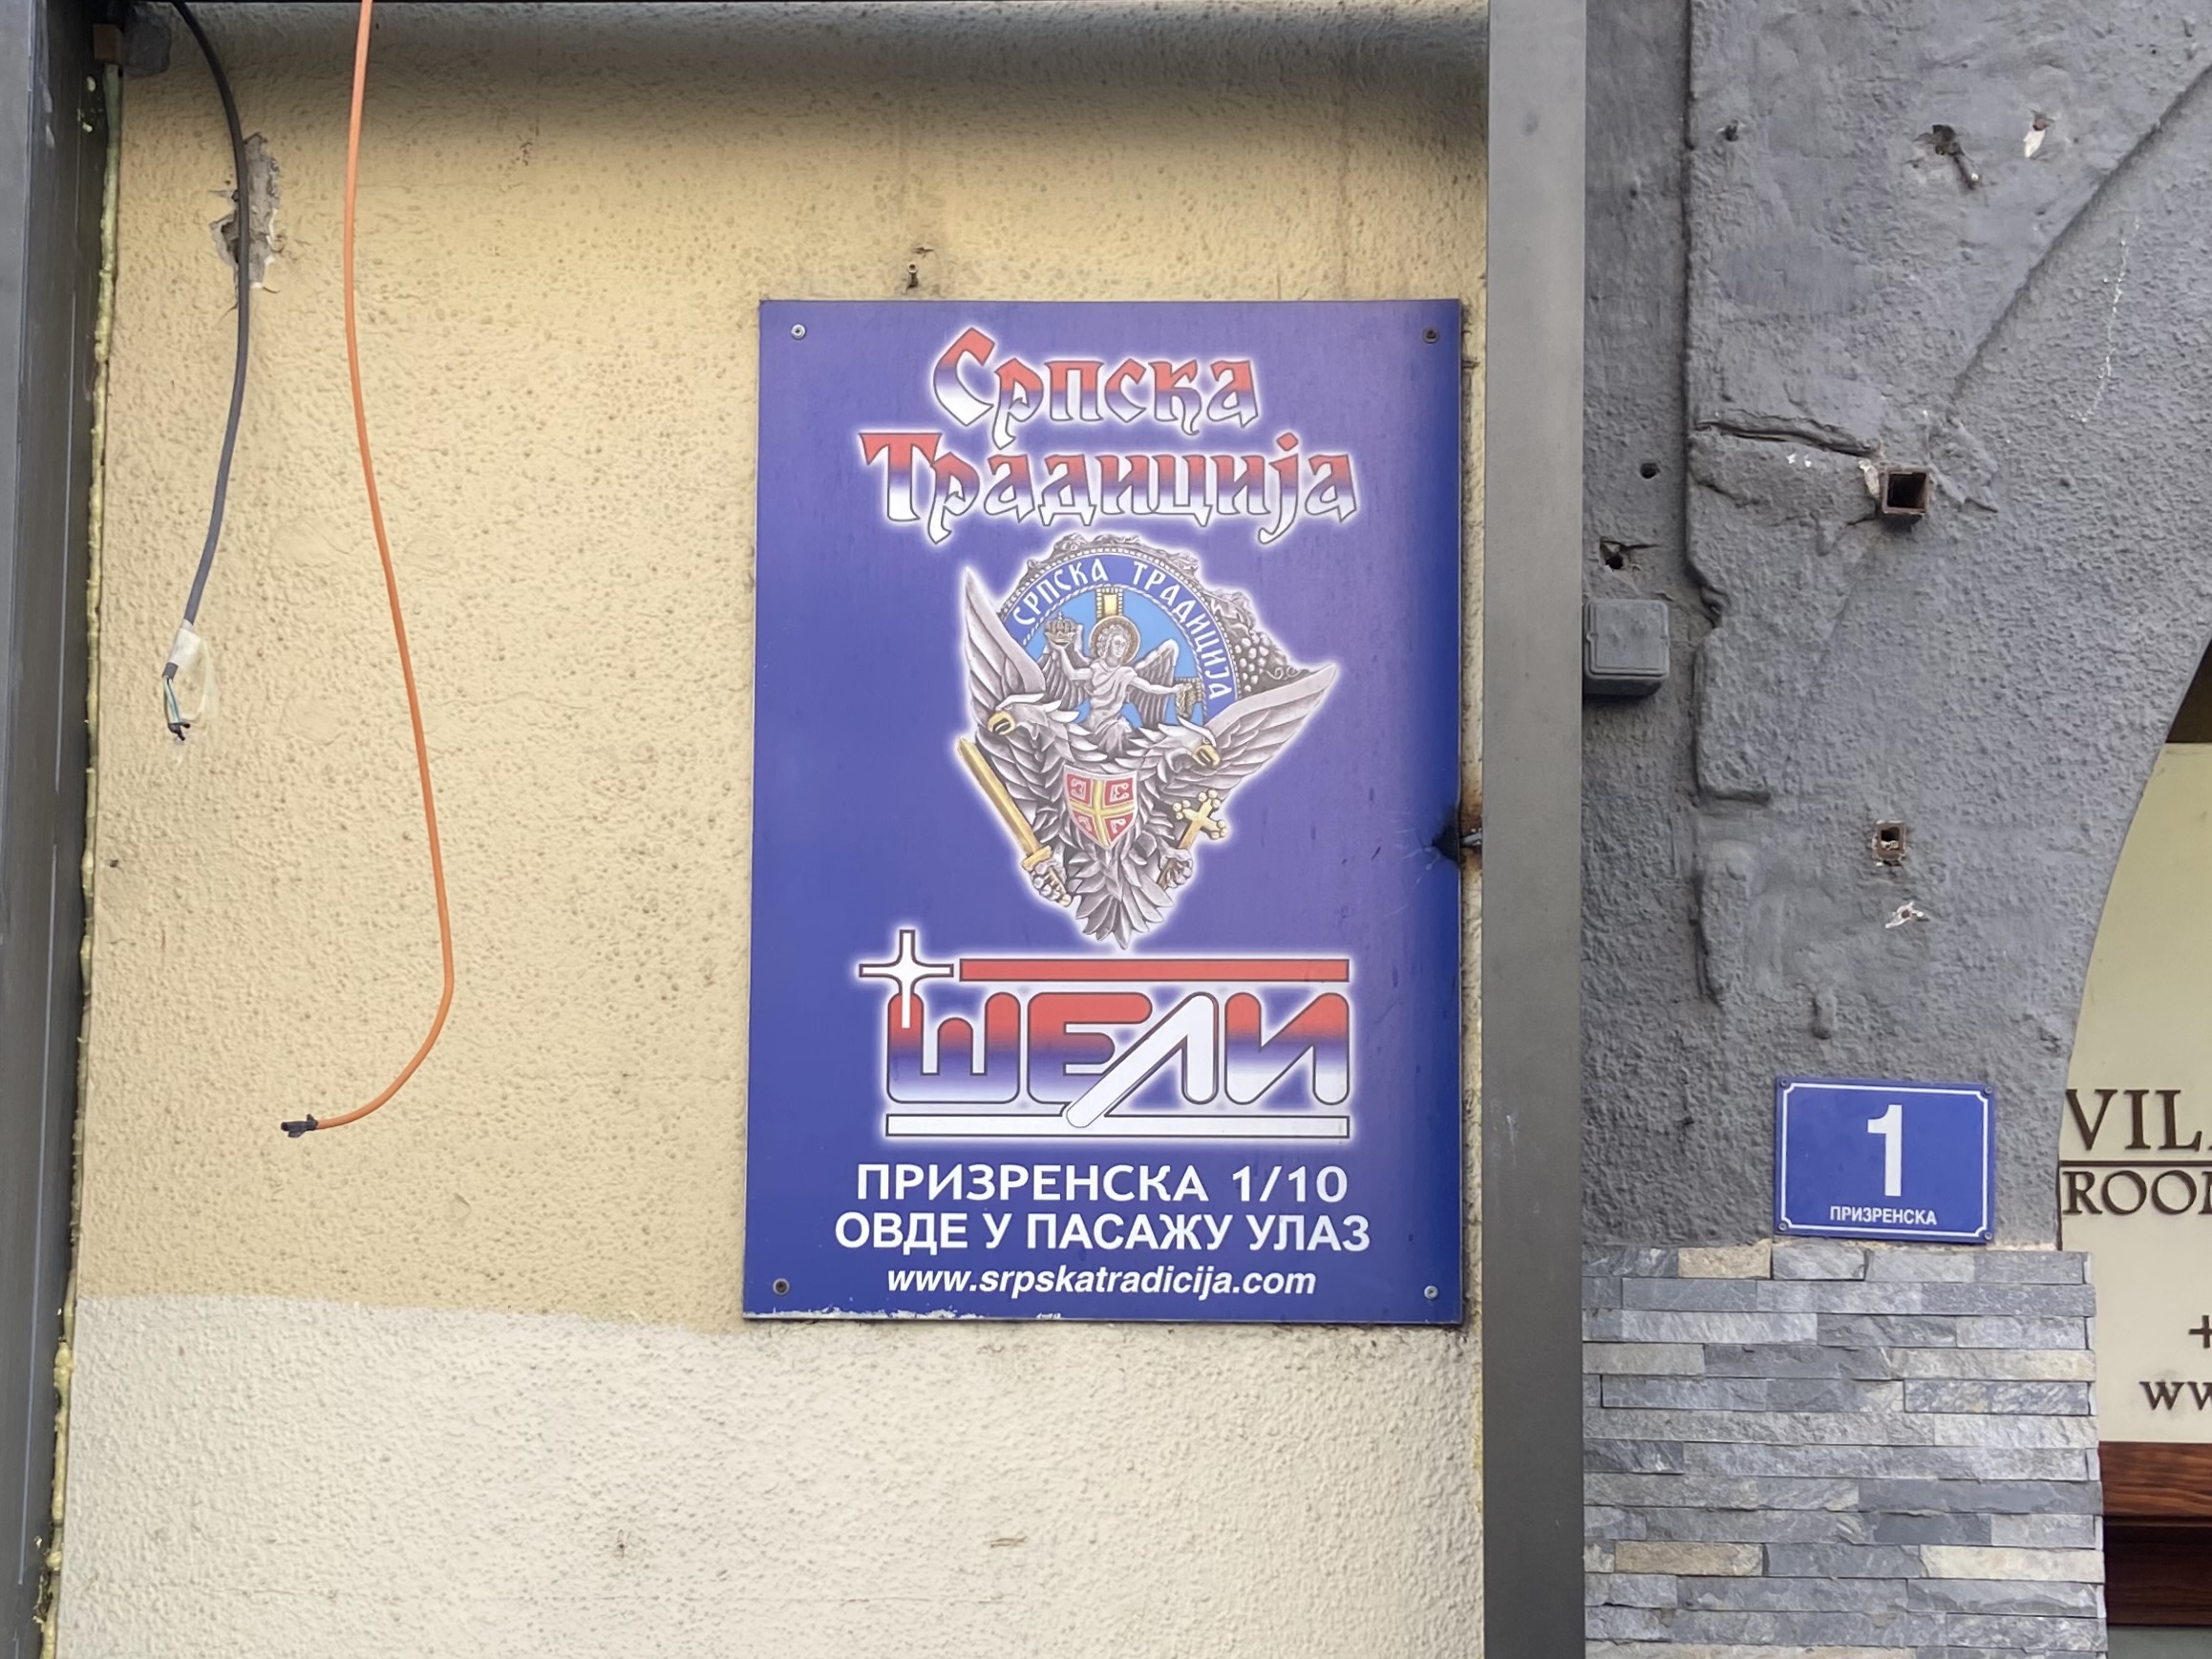 Српска
Традиција
СРПСКА ТРАДИЦИЈА
ШЕЛИ
ПРИЗРЕНСКА 1/10
ОВДЕ У ПАСАЖУ УЛАЗ
www.srpskatradicija.com
1
ПРИЗРЕНСКА